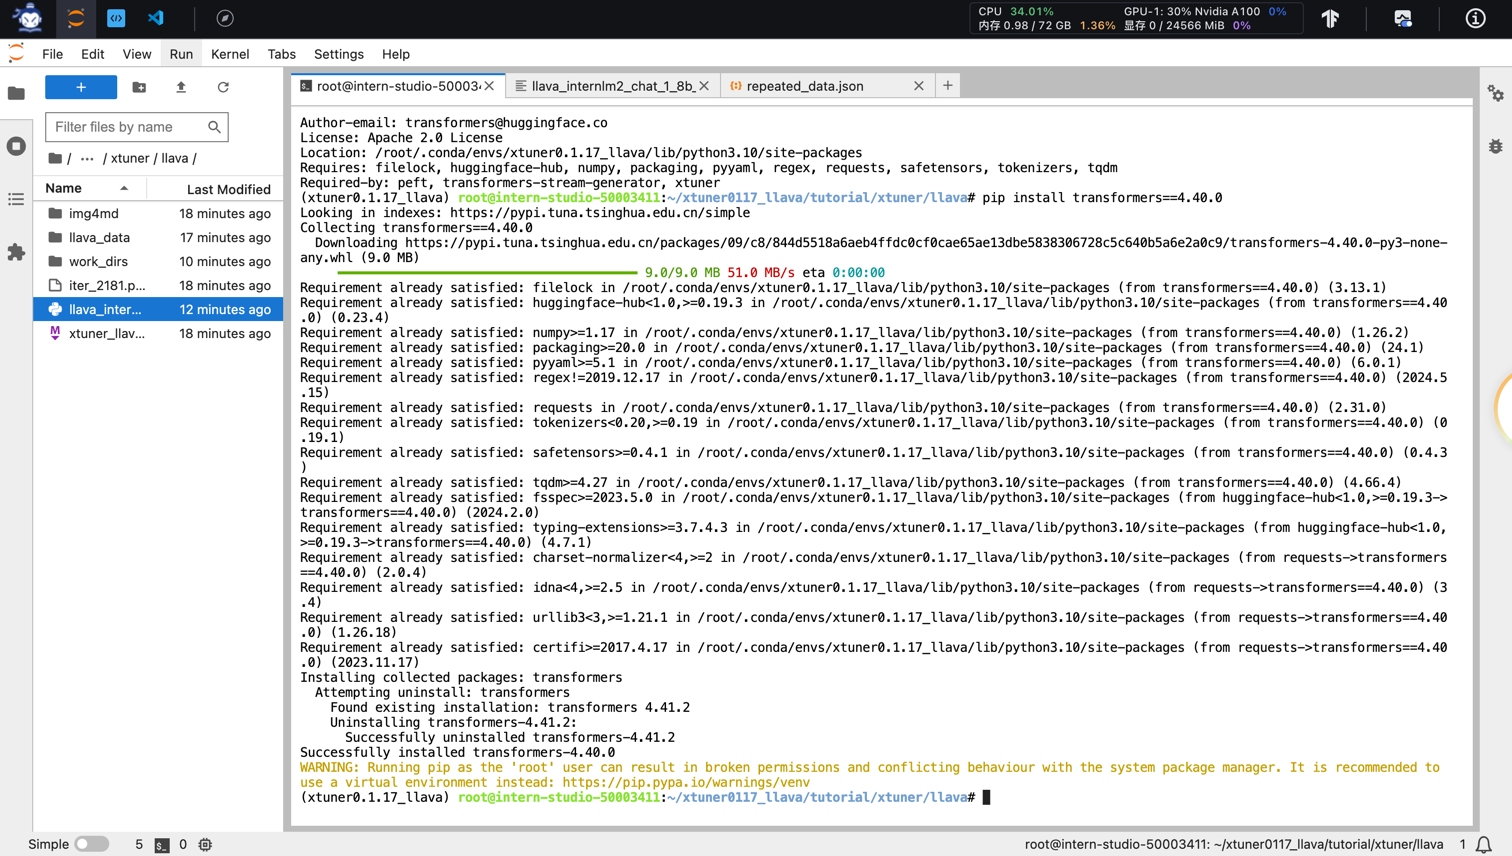 CPU 34.01% GPU-1: 30% Nvidia A100 0%
内存 0.98 / 72 GB 1.36% 显存 0 / 24566 MiB 0%
File Edit View Run Kernel Tabs Settings Help
root@intern-studio-50003
llava_internlm2_chat_1_8b_
repeated_data.json
Filter files by name
/ ··· / xtuner / llava /
Name Last Modified
img4md 18 minutes ago
llava_data 17 minutes ago
work_dirs 10 minutes ago
iter_2181.p... 18 minutes ago
llava_inter... 12 minutes ago
xtuner_llav... 18 minutes ago
Author-email: transformers@huggingface.co
License: Apache 2.0 License
Location: /root/.conda/envs/xtuner0.1.17_llava/lib/python3.10/site-packages
Requires: filelock, huggingface-hub, numpy, packaging, pyyaml, regex, requests, safetensors, tokenizers, tqdm
Required-by: peft, transformers-stream-generator, xtuner
(xtuner0.1.17_llava) root@intern-studio-50003411:~/xtuner0117_llava/tutorial/xtuner/llava# pip install transformers==4.40.0
Looking in indexes: https://pypi.tuna.tsinghua.edu.cn/simple
Collecting transformers==4.40.0
Downloading https://pypi.tuna.tsinghua.edu.cn/packages/09/c8/844d5518a6aeb4ffdc0cf0cae65ae13dbe5838306728c5c640b5a6e2a0c9/transformers-4.40.0-py3-none-
any.whl (9.0 MB)
9.0/9.0 MB 51.0 MB/s eta 0:00:00
Requirement already satisfied: filelock in /root/.conda/envs/xtuner0.1.17_llava/lib/python3.10/site-packages (from transformers==4.40.0) (3.13.1)
Requirement already satisfied: huggingface-hub<1.0,>=0.19.3 in /root/.conda/envs/xtuner0.1.17_llava/lib/python3.10/site-packages (from transformers==4.40
.0) (0.23.4)
Requirement already satisfied: numpy>=1.17 in /root/.conda/envs/xtuner0.1.17_llava/lib/python3.10/site-packages (from transformers==4.40.0) (1.26.2)
Requirement already satisfied: packaging>=20.0 in /root/.conda/envs/xtuner0.1.17_llava/lib/python3.10/site-packages (from transformers==4.40.0) (24.1)
Requirement already satisfied: pyyaml>=5.1 in /root/.conda/envs/xtuner0.1.17_llava/lib/python3.10/site-packages (from transformers==4.40.0) (6.0.1)
Requirement already satisfied: regex!=2019.12.17 in /root/.conda/envs/xtuner0.1.17_llava/lib/python3.10/site-packages (from transformers==4.40.0) (2024.5
.15)
Requirement already satisfied: requests in /root/.conda/envs/xtuner0.1.17_llava/lib/python3.10/site-packages (from transformers==4.40.0) (2.31.0)
Requirement already satisfied: tokenizers<0.20,>=0.19 in /root/.conda/envs/xtuner0.1.17_llava/lib/python3.10/site-packages (from transformers==4.40.0) (0
.19.1)
Requirement already satisfied: safetensors>=0.4.1 in /root/.conda/envs/xtuner0.1.17_llava/lib/python3.10/site-packages (from transformers==4.40.0) (0.4.3
)
Requirement already satisfied: tqdm>=4.27 in /root/.conda/envs/xtuner0.1.17_llava/lib/python3.10/site-packages (from transformers==4.40.0) (4.66.4)
Requirement already satisfied: fsspec>=2023.5.0 in /root/.conda/envs/xtuner0.1.17_llava/lib/python3.10/site-packages (from huggingface-hub<1.0,>=0.19.3->
transformers==4.40.0) (2024.2.0)
Requirement already satisfied: typing-extensions>=3.7.4.3 in /root/.conda/envs/xtuner0.1.17_llava/lib/python3.10/site-packages (from huggingface-hub<1.0,
>=0.19.3->transformers==4.40.0) (4.7.1)
Requirement already satisfied: charset-normalizer<4,>=2 in /root/.conda/envs/xtuner0.1.17_llava/lib/python3.10/site-packages (from requests->transformers
==4.40.0) (2.0.4)
Requirement already satisfied: idna<4,>=2.5 in /root/.conda/envs/xtuner0.1.17_llava/lib/python3.10/site-packages (from requests->transformers==4.40.0) (3
.4)
Requirement already satisfied: urllib3<3,>=1.21.1 in /root/.conda/envs/xtuner0.1.17_llava/lib/python3.10/site-packages (from requests->transformers==4.40
.0) (1.26.18)
Requirement already satisfied: certifi>=2017.4.17 in /root/.conda/envs/xtuner0.1.17_llava/lib/python3.10/site-packages (from requests->transformers==4.40
.0) (2023.11.17)
Installing collected packages: transformers
Attempting uninstall: transformers
Found existing installation: transformers 4.41.2
Uninstalling transformers-4.41.2:
Successfully uninstalled transformers-4.41.2
Successfully installed transformers-4.40.0
WARNING: Running pip as the 'root' user can result in broken permissions and conflicting behaviour with the system package manager. It is recommended to
use a virtual environment instead: https://pip.pypa.io/warnings/venv
(xtuner0.1.17_llava) root@intern-studio-50003411:~/xtuner0117_llava/tutorial/xtuner/llava#
Simple 5 0 root@intern-studio-50003411: ~/xtuner0117_llava/tutorial/xtuner/llava 1